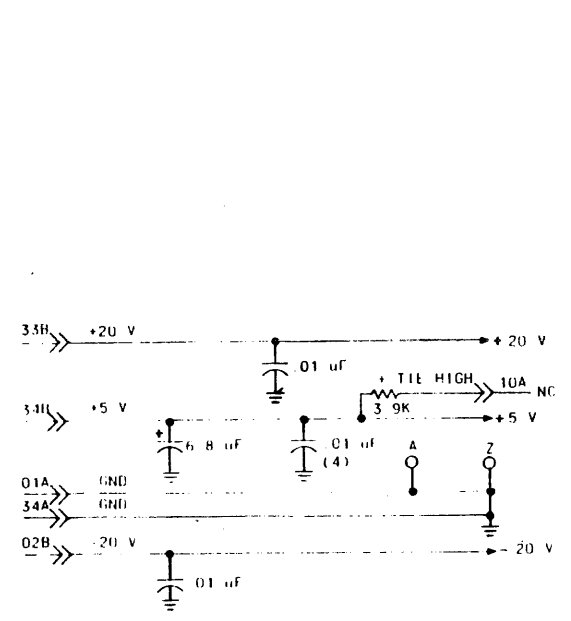 33B +20 V + 20 V
.01 uF
+ TIE HIGH 10A NC
3.9K
34B +5 V +5 V
+ 6.8 uF .01 uF A Z
(4)
01A GND
34A GND
02B -20 V - 20 V
.01 uF